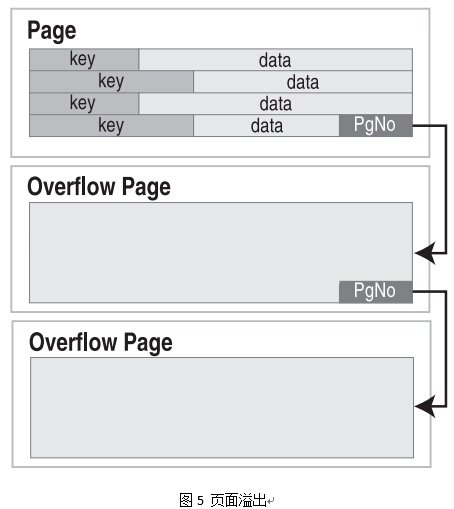 Page
key data
key data
key data
key data PgNo
Overflow Page
PgNo
Overflow Page
图 5 页面溢出↵